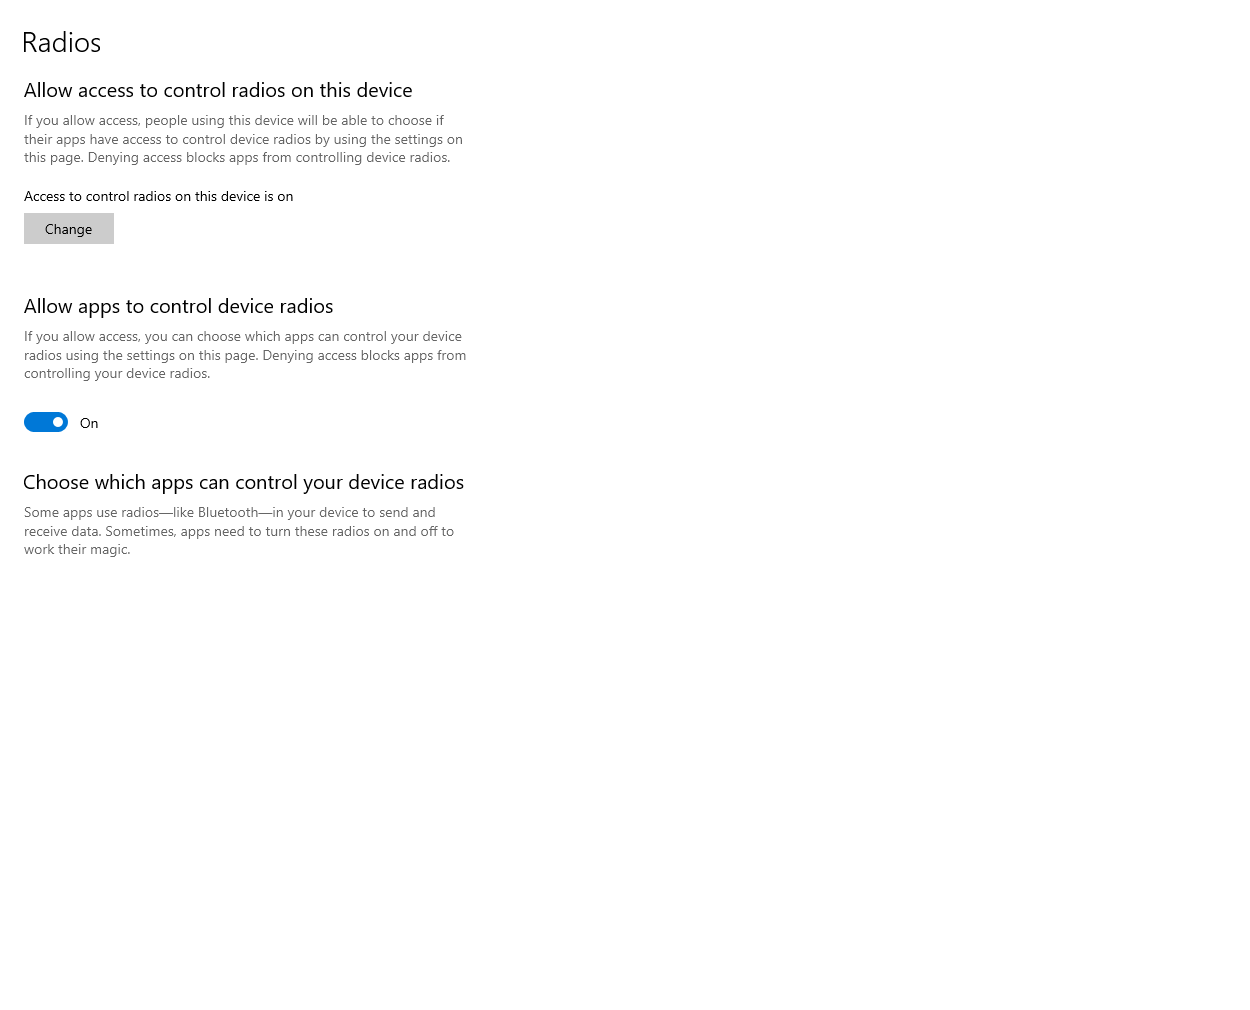 Radios
Allow access to control radios on this device
If you allow access, people using this device will be able to choose if
their apps have access to control device radios by using the settings on
this page. Denying access blocks apps from controlling device radios.
Access to control radios on this device is on
Change
Allow apps to control device radios
If you allow access, you can choose which apps can control your device
radios using the settings on this page. Denying access blocks apps from
controlling your device radios.
On
Choose which apps can control your device radios
Some apps use radios—like Bluetooth—in your device to send and
receive data. Sometimes, apps need to turn these radios on and off to
work their magic.